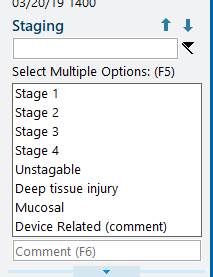 03/20/19 1400
Staging
Select Multiple Options: (F5)
Stage 1
Stage 2
Stage 3
Stage 4
Unstagable
Deep tissue injury
Mucosal
Device Related (comment)
Comment (F6)